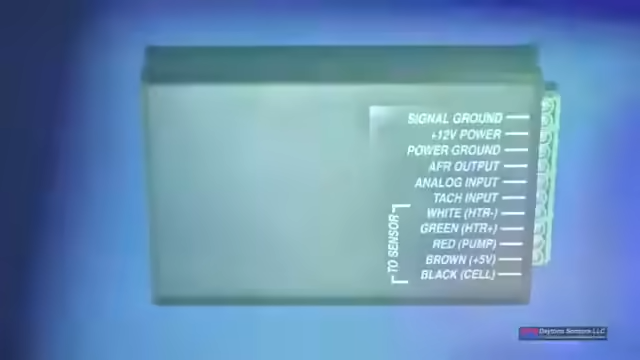 SIGNAL GROUND
+12V POWER
POWER GROUND
AFR OUTPUT
ANALOG INPUT
TACH INPUT
WHITE (HTR-)
GREEN (HTR+)
RED (PUMP)
BROWN (+5V)
BLACK (CELL)
TO SENSOR
Daytona Sensors LLC